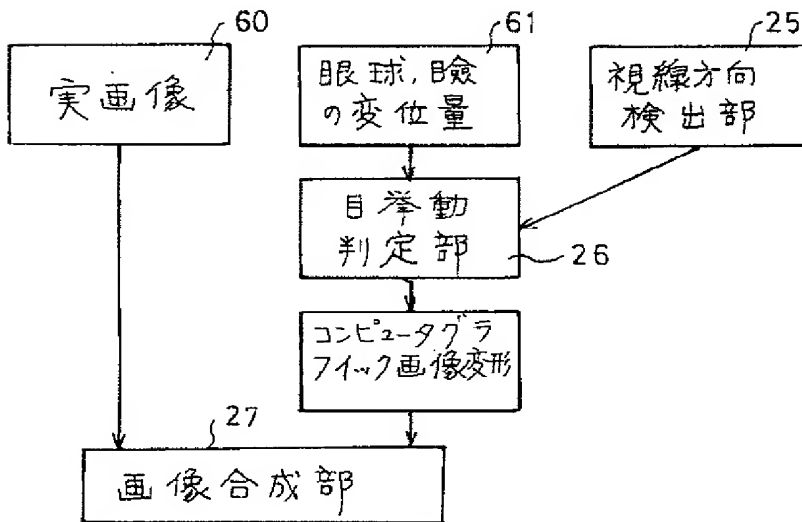 60
実画像
61
眼球,瞼
の変位量
25
視線方向
検出部
目挙動
判定部
26
コンピュータグラ
フイック画像変形
27
画像合成部